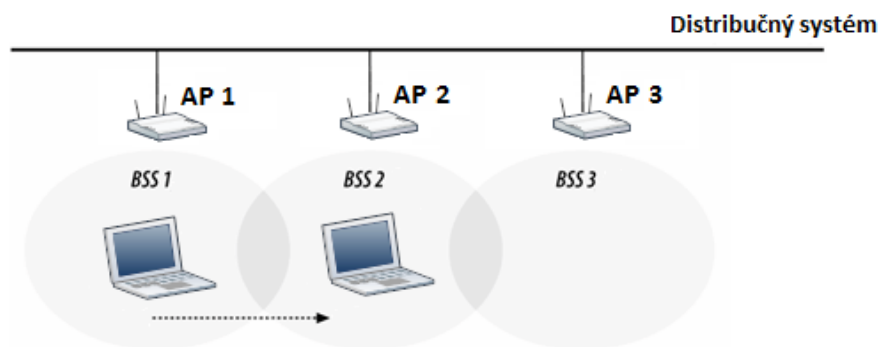 Distribučný systém
AP 1
AP 2
AP 3
BSS 1
BSS 2
BSS 3